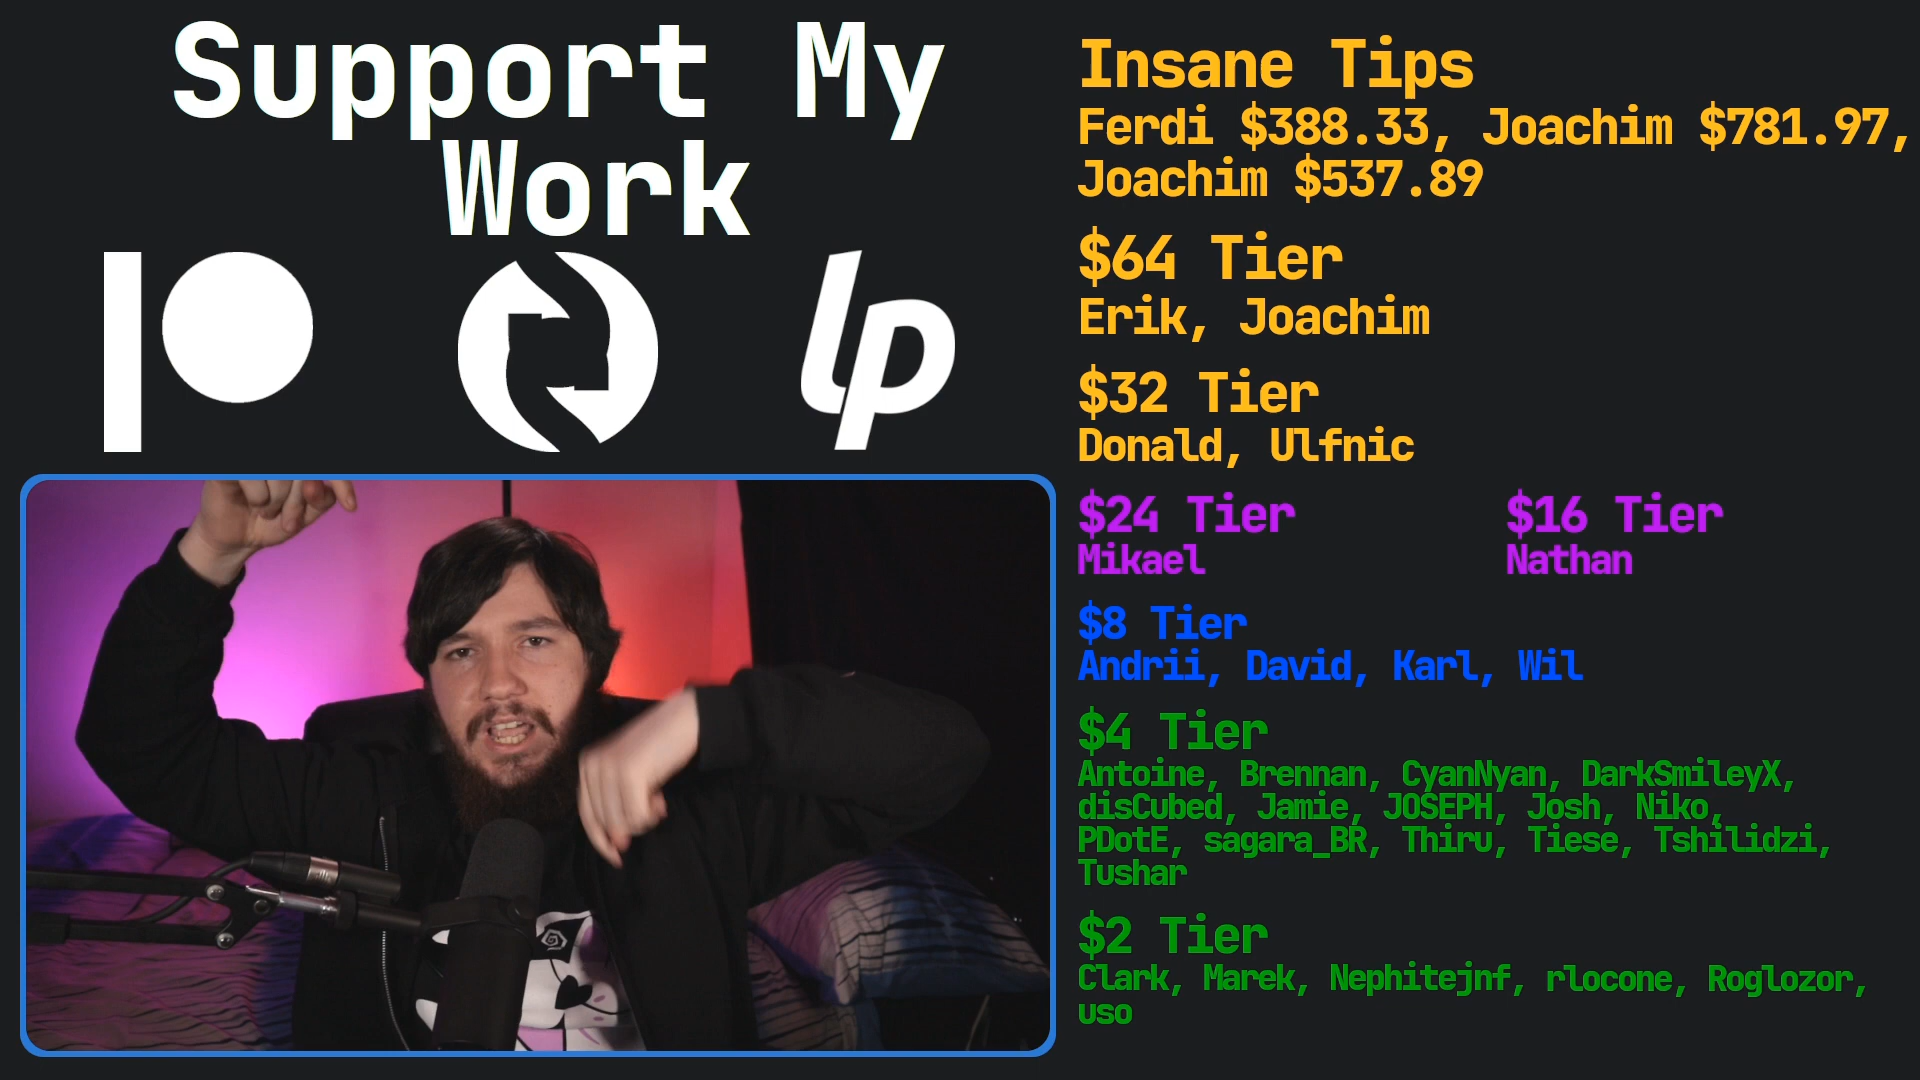 Support My
Work
lp
Insane Tips
Ferdi $388.33, Joachim $781.97,
Joachim $537.89
$64 Tier
Erik, Joachim
$32 Tier
Donald, Ulfnic
$24 Tier
Mikael
$16 Tier
Nathan
$8 Tier
Andrii, David, Karl, Wil
$4 Tier
Antoine, Brennan, CyanNyan, DarkSmileyX,
disCubed, Jamie, JOSEPH, Josh, Niko,
PDotE, sagara_BR, Thiru, Tiese, Tshilidzi,
Tushar
$2 Tier
Clark, Marek, Nephitejnf, rlocone, Roglozor,
uso